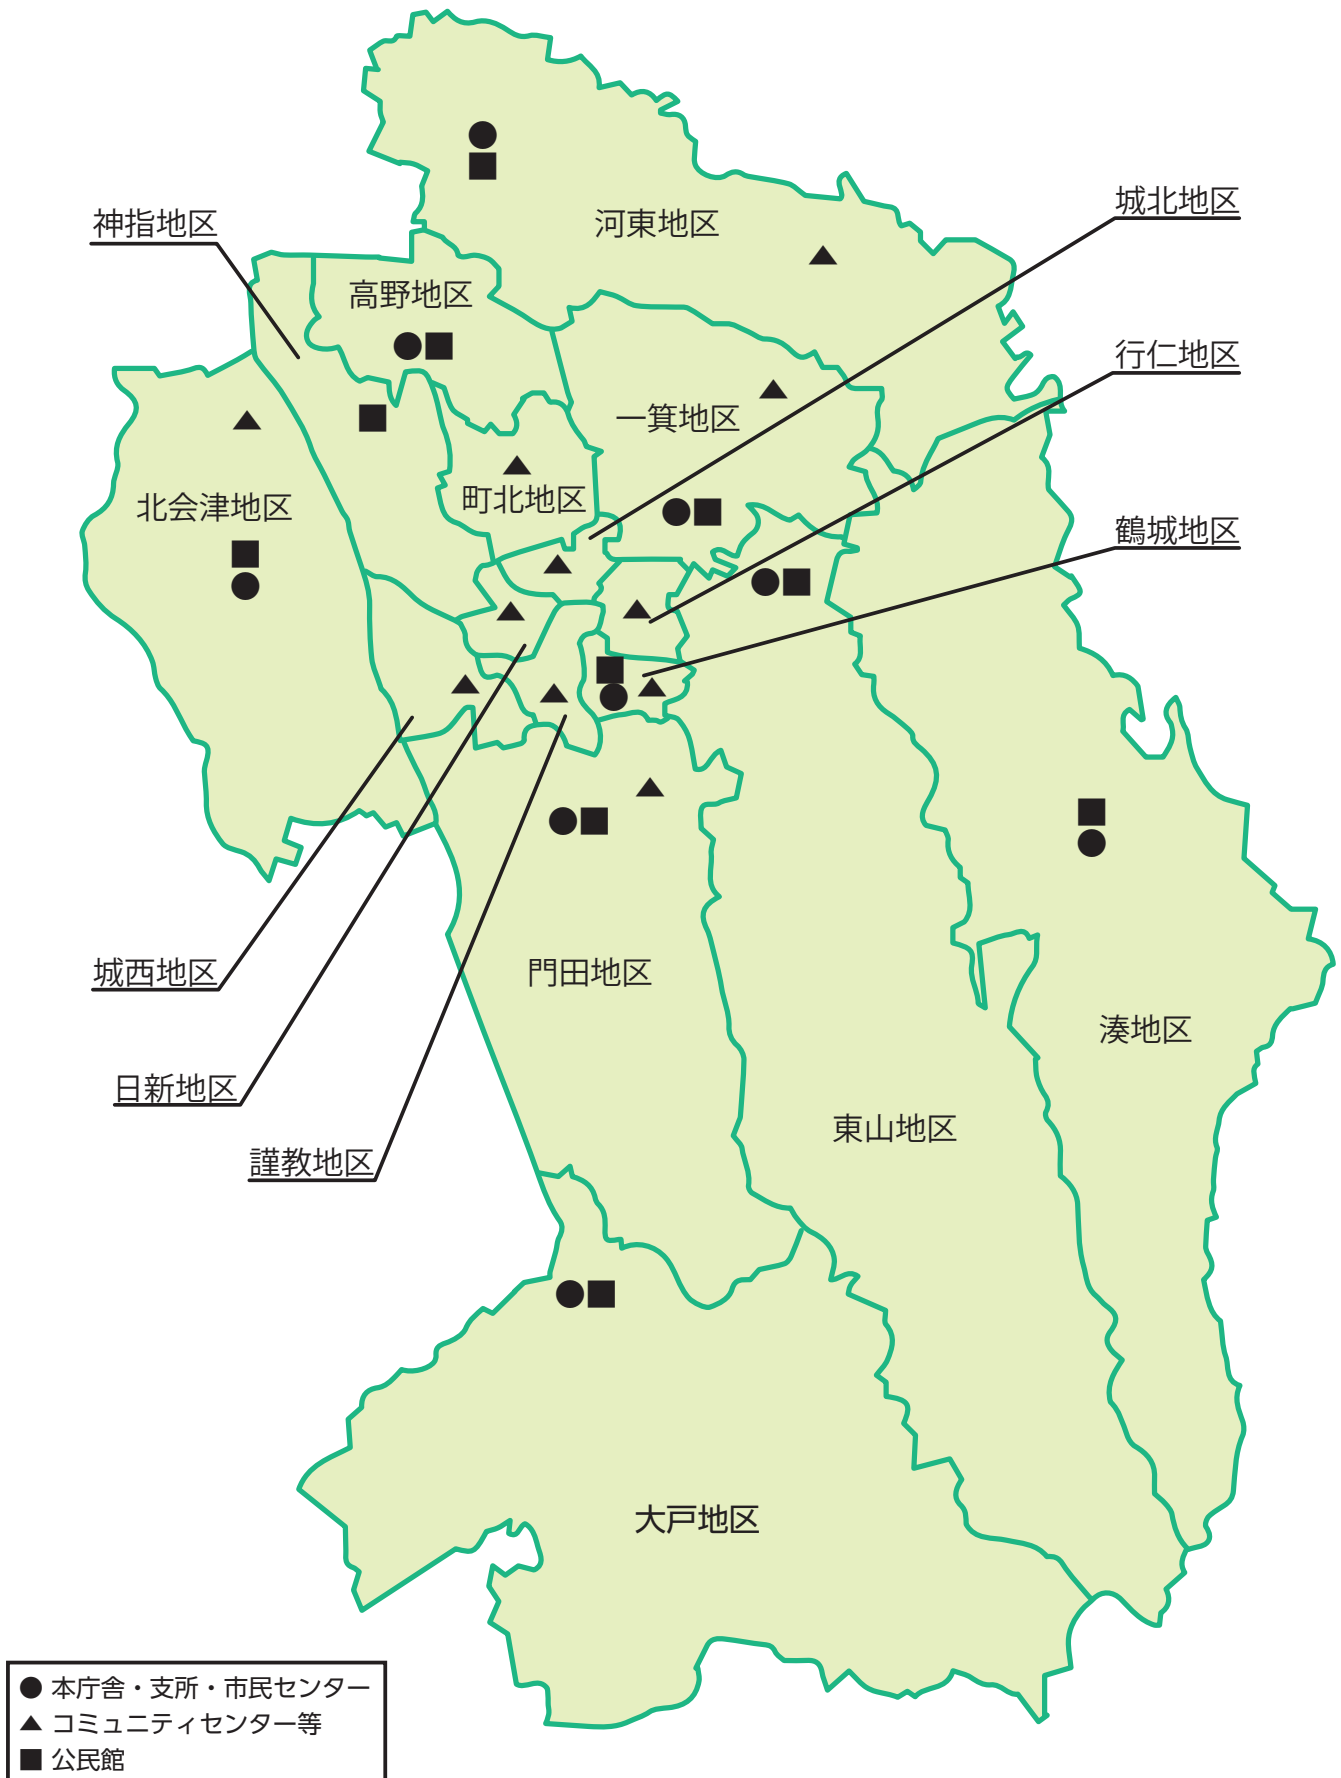 城北地区
神指地区
河東地区
高野地区
行仁地区
一箕地区
町北地区
北会津地区
鶴城地区
城西地区
門田地区
湊地区
日新地区
東山地区
謹教地区
大戸地区
● 本庁舎・支所・市民センター
▲ コミュニティセンター等
■ 公民館